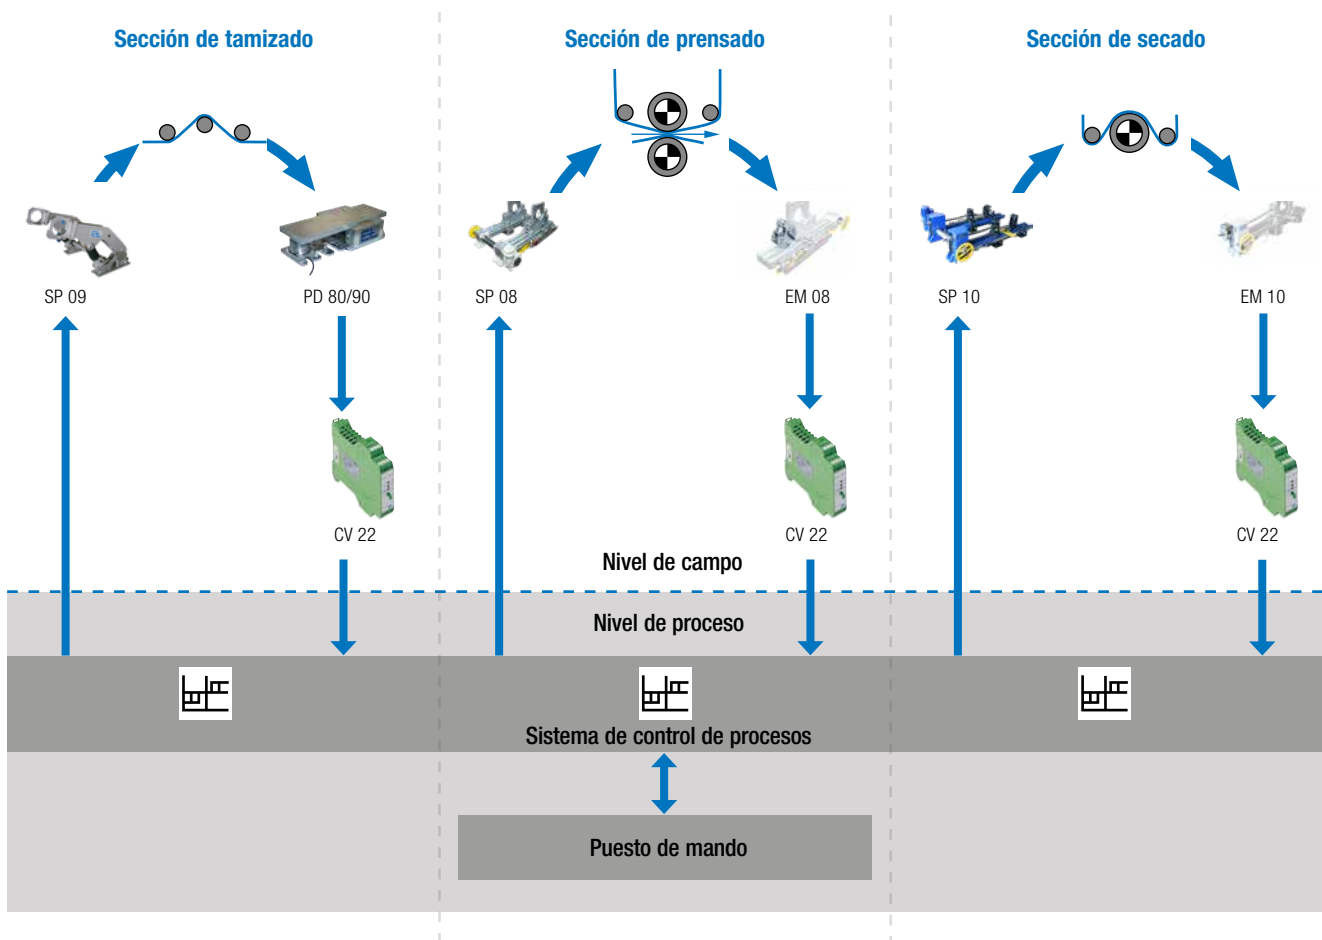 Sección de tamizado
Sección de prensado
Sección de secado
SP 09
PD 80/90
SP 08
EM 08
SP 10
EM 10
CV 22
CV 22
CV 22
Nivel de campo
Nivel de proceso
Sistema de control de procesos
Puesto de mando